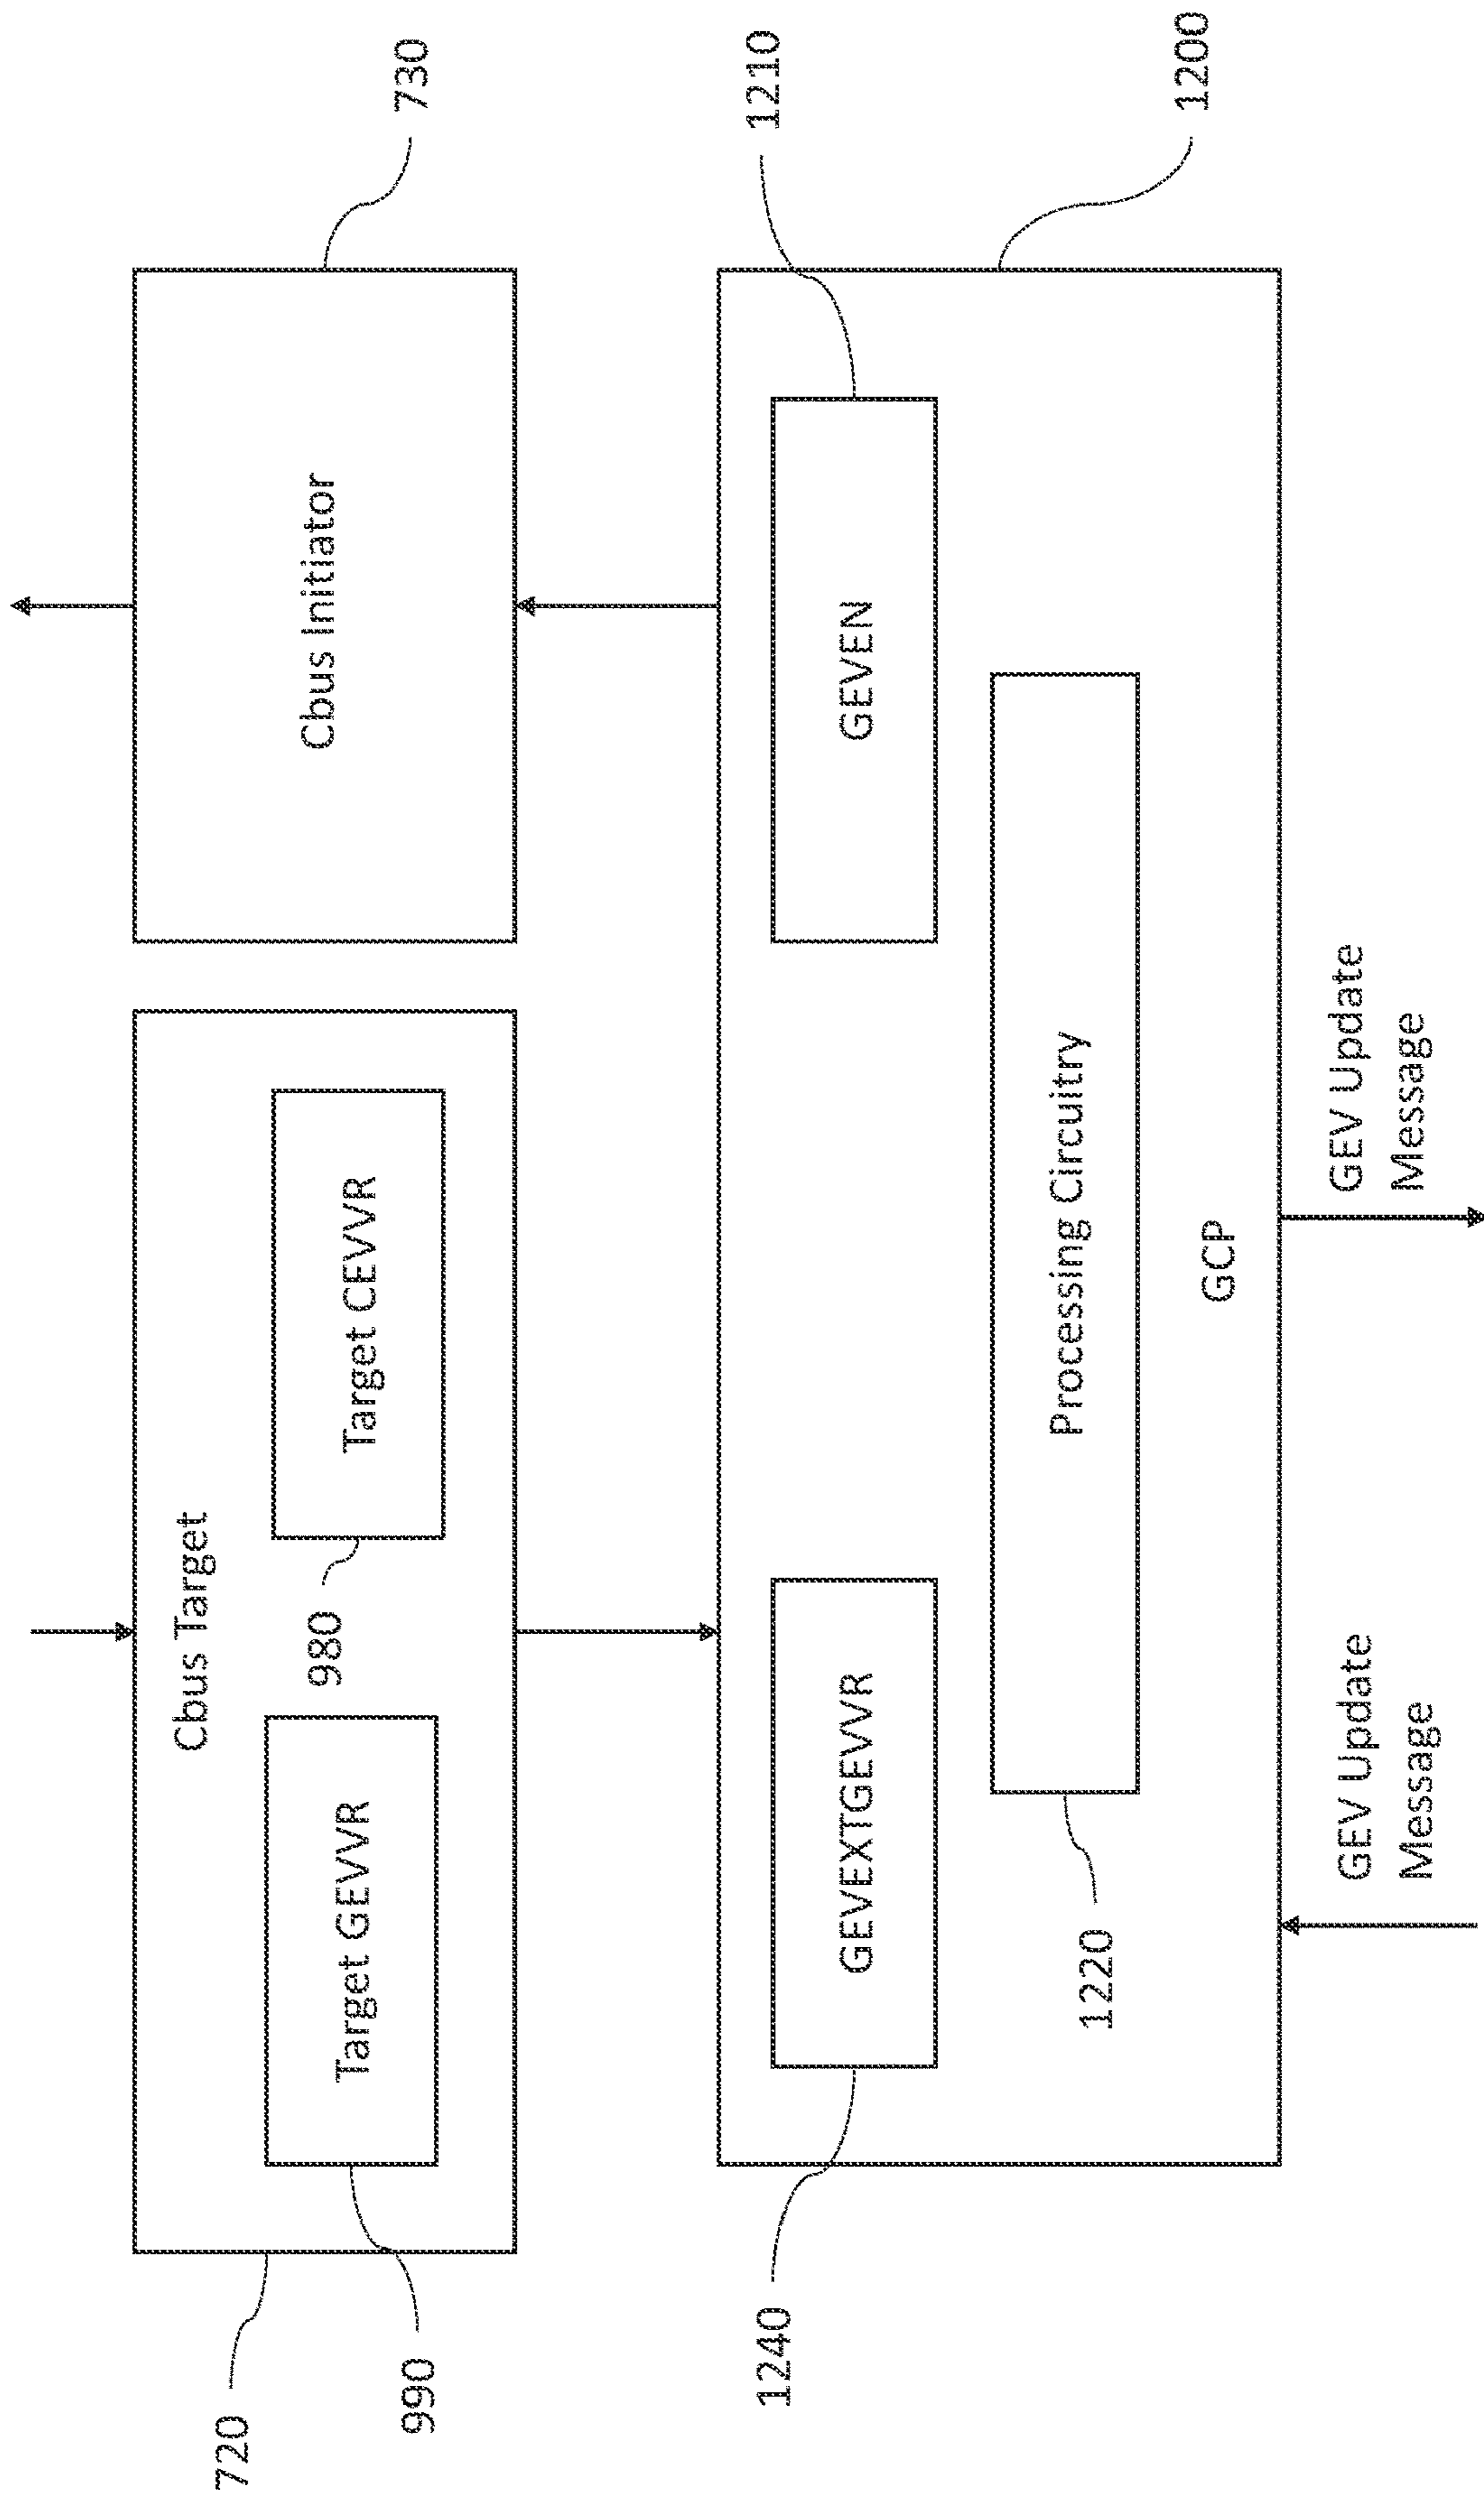 730
Cbus Initiator
Cbus Target
Target CEVVR
980
Target GEVVR
720
990
1210
1200
GEVEN
GEVEXTGEVVR
1240
Processing Circuitry
1220
GCP
GEV Update
Message
GEV Update
Message